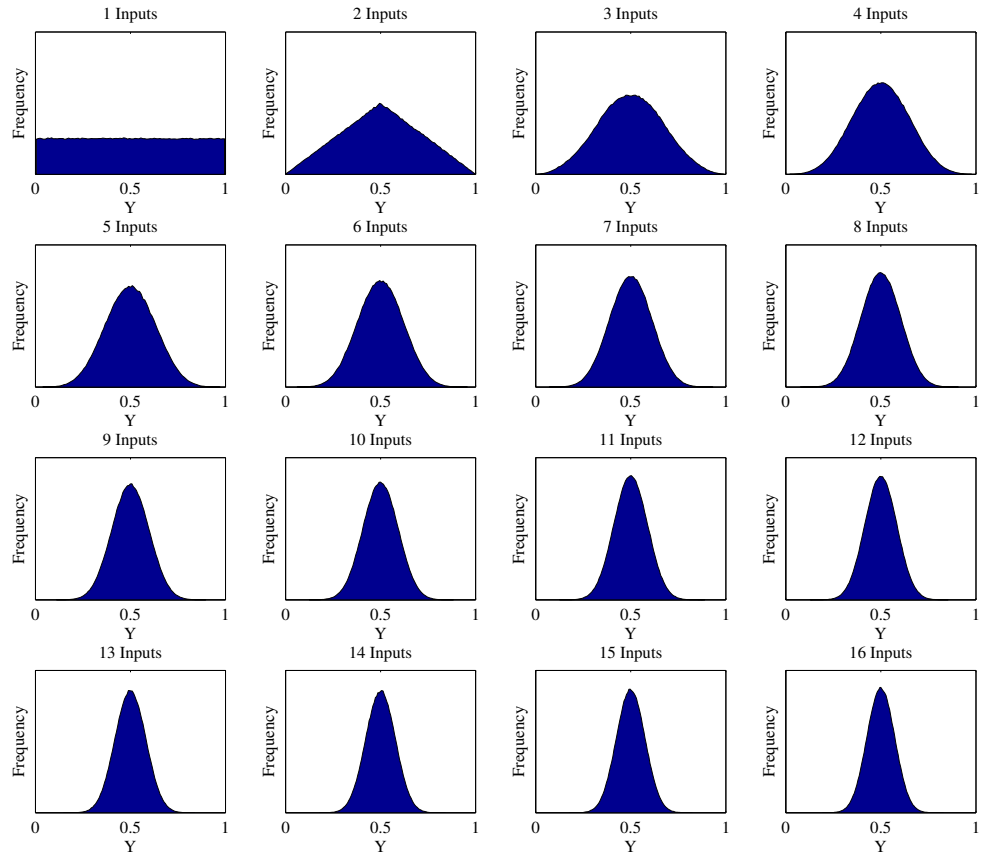 1 Inputs
Frequency
0 0.5 1
Y
2 Inputs
Frequency
0 0.5 1
Y
3 Inputs
Frequency
0 0.5 1
Y
4 Inputs
Frequency
0 0.5 1
Y
5 Inputs
Frequency
0 0.5 1
Y
6 Inputs
Frequency
0 0.5 1
Y
7 Inputs
Frequency
0 0.5 1
Y
8 Inputs
Frequency
0 0.5 1
Y
9 Inputs
Frequency
0 0.5 1
Y
10 Inputs
Frequency
0 0.5 1
Y
11 Inputs
Frequency
0 0.5 1
Y
12 Inputs
Frequency
0 0.5 1
Y
13 Inputs
Frequency
0 0.5 1
Y
14 Inputs
Frequency
0 0.5 1
Y
15 Inputs
Frequency
0 0.5 1
Y
16 Inputs
Frequency
0 0.5 1
Y